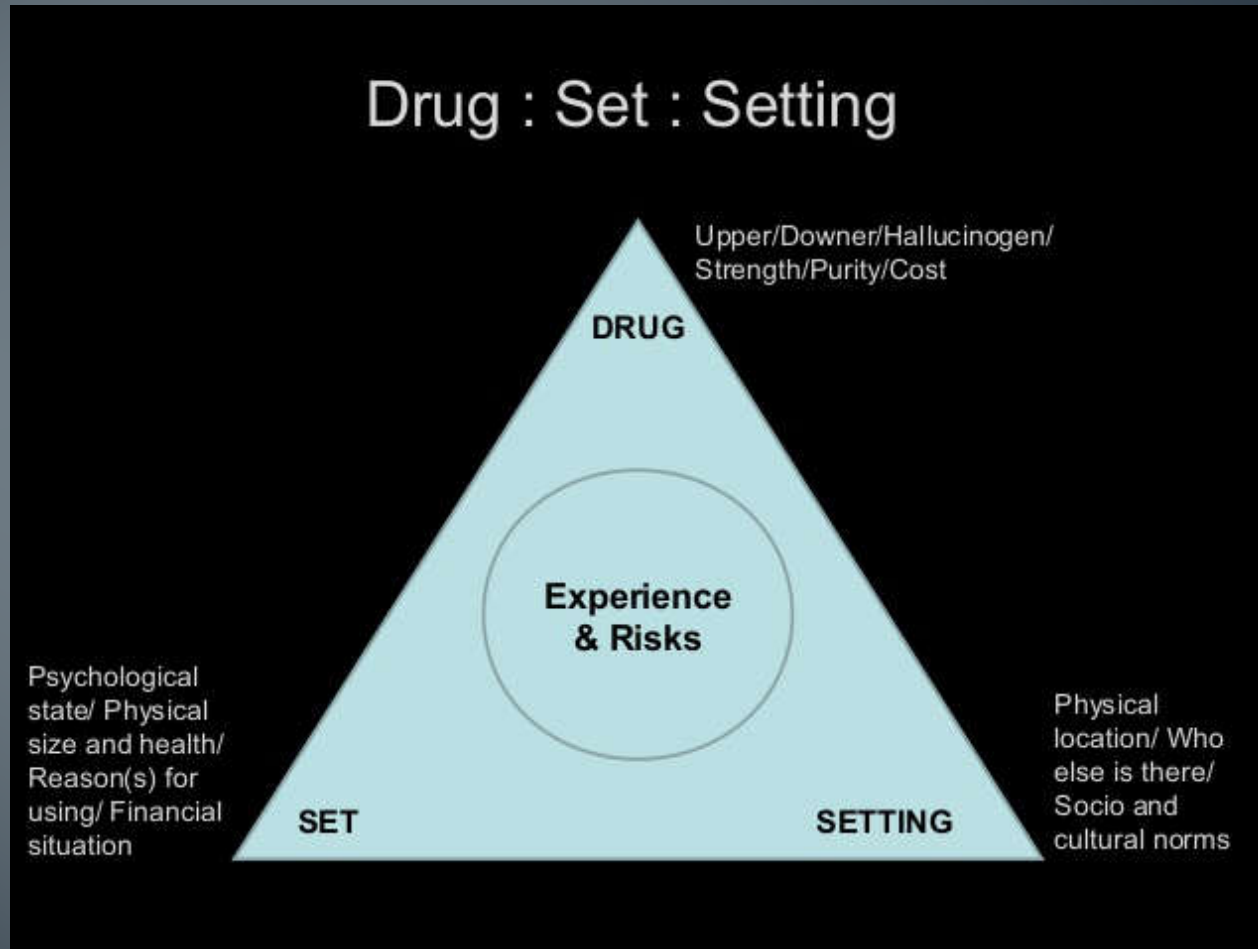 Drug : Set : Setting
Upper/Downer/Hallucinogen/
Strength/Purity/Cost
DRUG
Experience
& Risks
Psychological
state/ Physical
size and health/
Reason(s) for
using/ Financial
situation
SET
SETTING
Physical
location/ Who
else is there/
Socio and
cultural norms